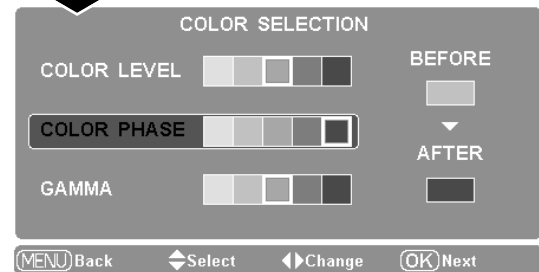 COLOR SELECTION
COLOR LEVEL
BEFORE
COLOR PHASE
AFTER
GAMMA
MENU Back Select Change OK Next